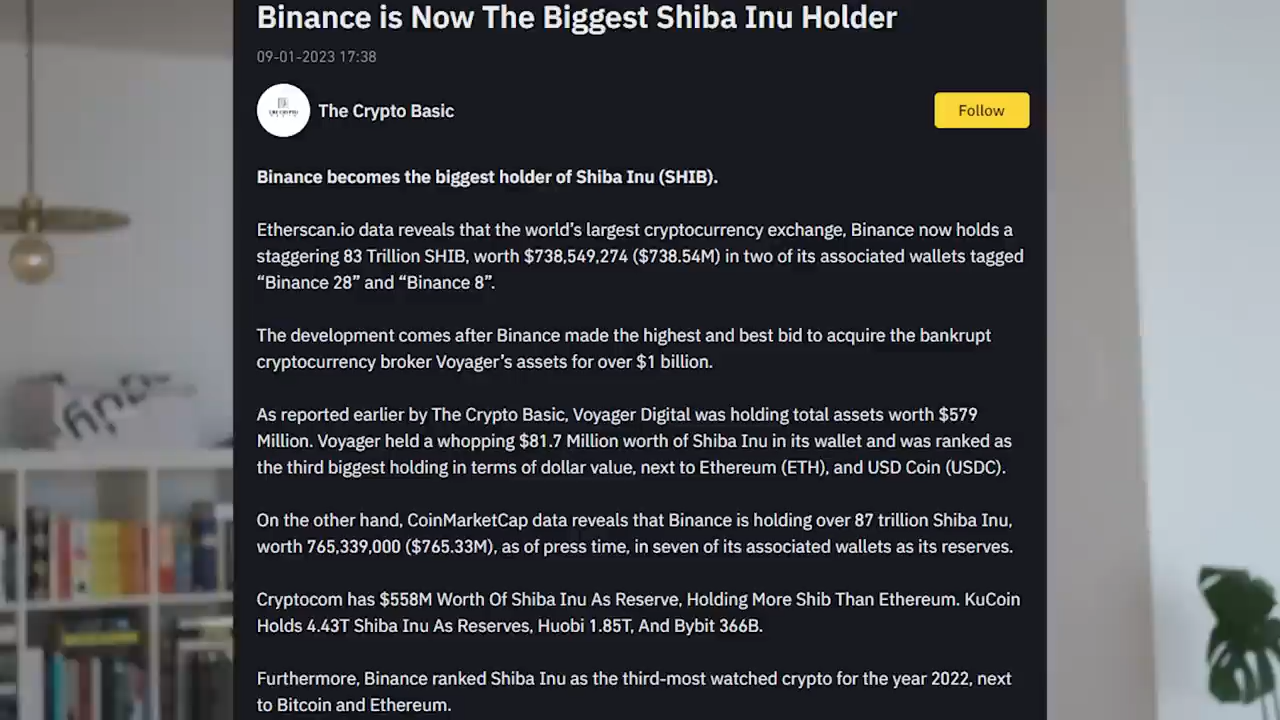 Binance is Now The Biggest Shiba Inu Holder
09-01-2023 17:38
The Crypto Basic
Follow
Binance becomes the biggest holder of Shiba Inu (SHIB).
Etherscan.io data reveals that the world’s largest cryptocurrency exchange, Binance now holds a
staggering 83 Trillion SHIB, worth $738,549,274 ($738.54M) in two of its associated wallets tagged
“Binance 28” and “Binance 8”.
The development comes after Binance made the highest and best bid to acquire the bankrupt
cryptocurrency broker Voyager’s assets for over $1 billion.
As reported earlier by The Crypto Basic, Voyager Digital was holding total assets worth $579
Million. Voyager held a whopping $81.7 Million worth of Shiba Inu in its wallet and was ranked as
the third biggest holding in terms of dollar value, next to Ethereum (ETH), and USD Coin (USDC).
On the other hand, CoinMarketCap data reveals that Binance is holding over 87 trillion Shiba Inu,
worth 765,339,000 ($765.33M), as of press time, in seven of its associated wallets as its reserves.
Cryptocom has $558M Worth Of Shiba Inu As Reserve, Holding More Shib Than Ethereum. KuCoin
Holds 4.43T Shiba Inu As Reserves, Huobi 1.85T, And Bybit 366B.
Furthermore, Binance ranked Shiba Inu as the third-most watched crypto for the year 2022, next
to Bitcoin and Ethereum.